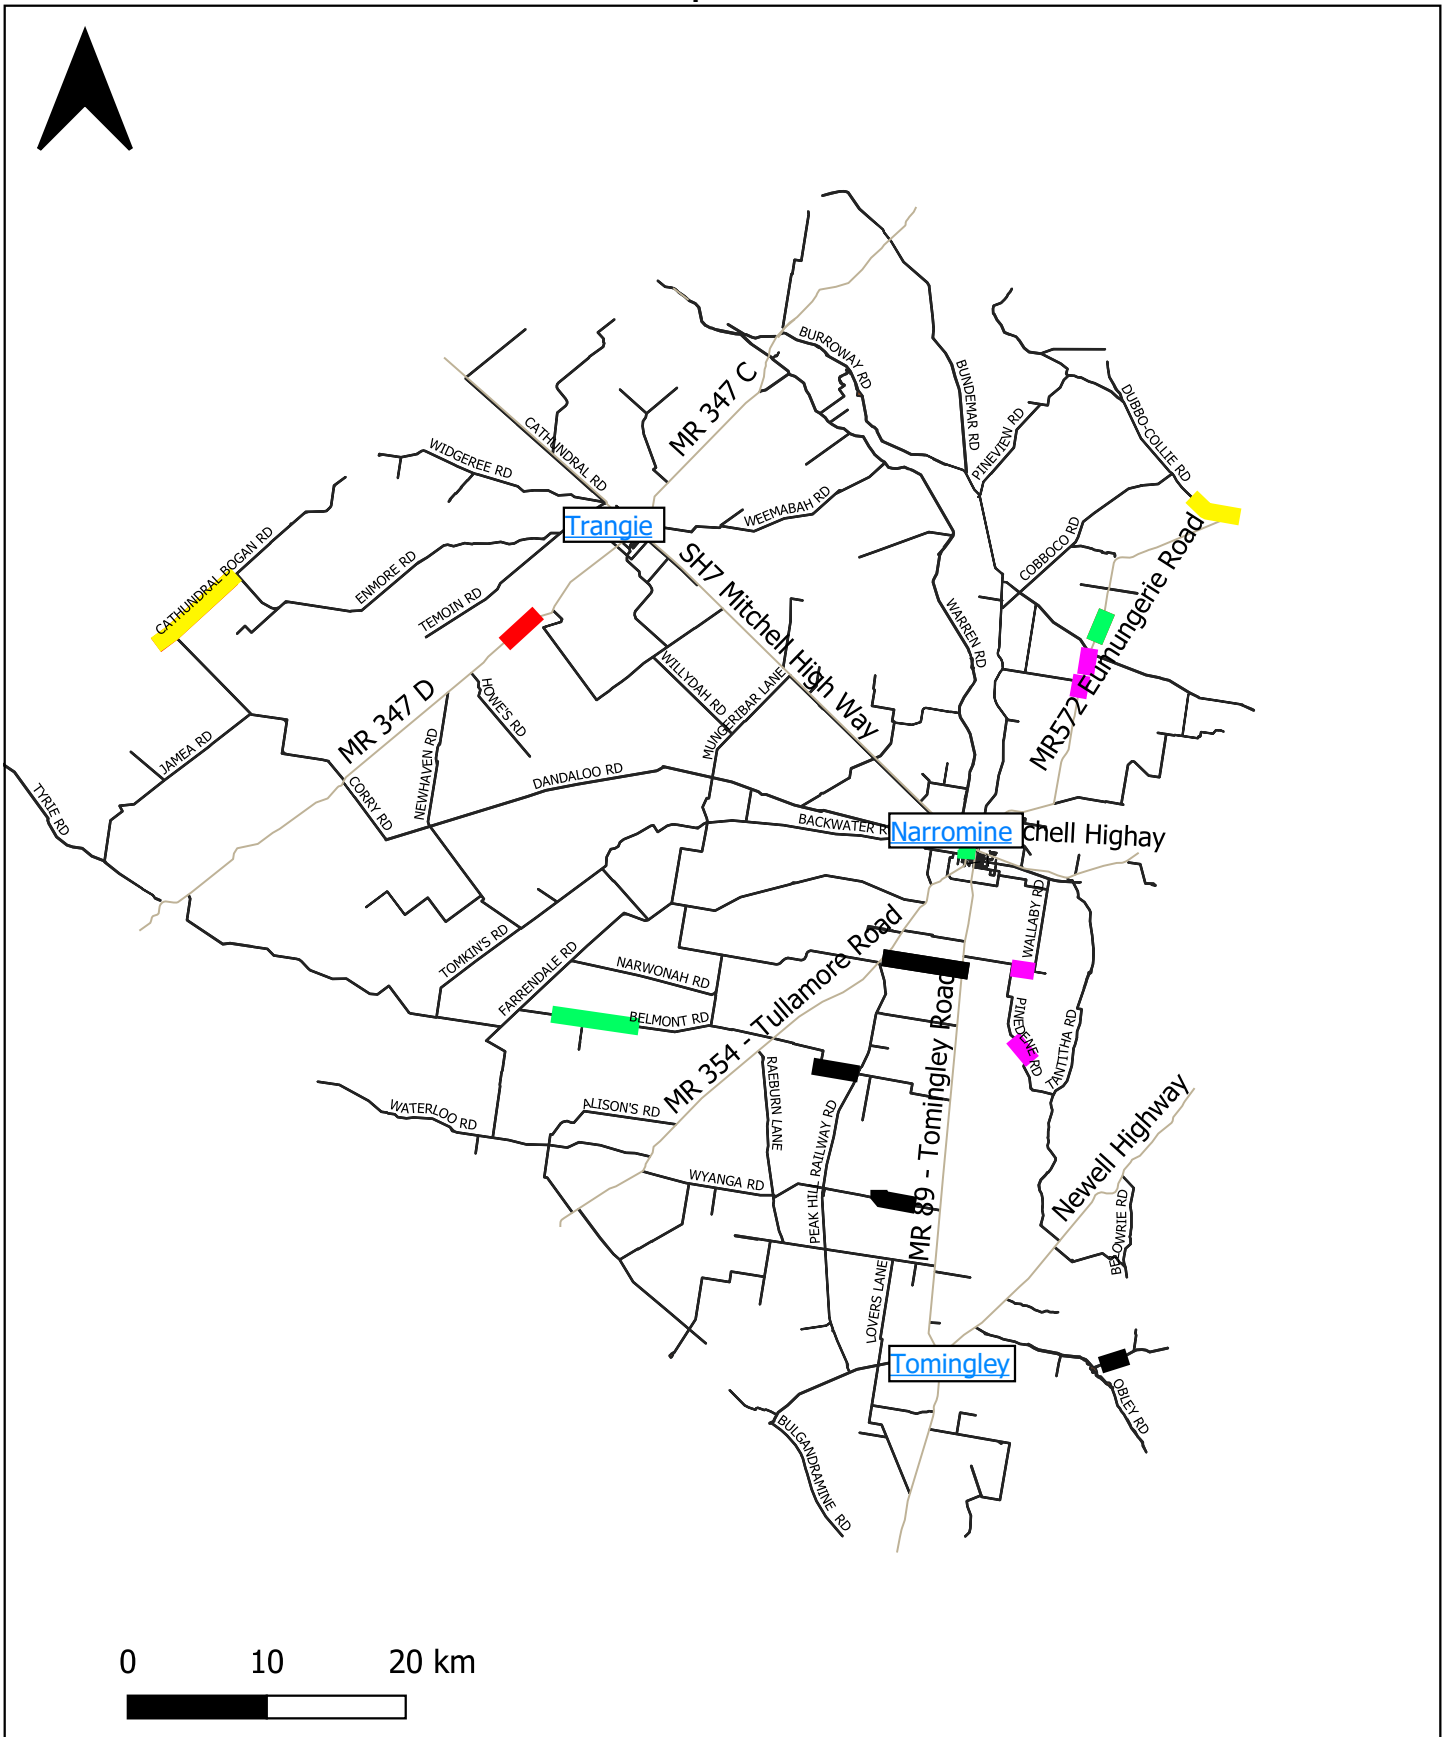 BURROWAY RD
MR 347 C
BUNDEMAR RD
DUBBO-COLLIE RD
PINEVIEW RD
CATHUNDRAL RD
WIDGEREE RD
WEEMABAH RD
Trangie
CATHUNDRAL BOGAN RD
ENMORE RD
TEMOIN RD
SH7 Mitchell High Way
COBBOCO RD
MR572 Eumungerie Road
WARREN RD
WILLYDAH RD
MUNGERIBAR LANE
HOWE'S RD
MR 347 D
JAMEA RD
NEWHAVEN RD
TYRIE RD
CORRY RD
DANDALOO RD
BACKWATER R
Narromine
chell Highay
WALLABY RD
TOMKIN'S RD
FARRENDALE RD
NARWONAH RD
BELMONT RD
MR 354 - Tullamore Road
MR 89 - Tomingley Road
PINEDENE RD
TANTITHA RD
RAEBURN LANE
WATERLOO RD
ALISON'S RD
PEAK HILL RAILWAY RD
WYANGA RD
Newell Highway
BELOWRIE RD
LOVERS LANE
Tomingley
OBLEY RD
BULGANDRAMINE RD
0 10 20 km